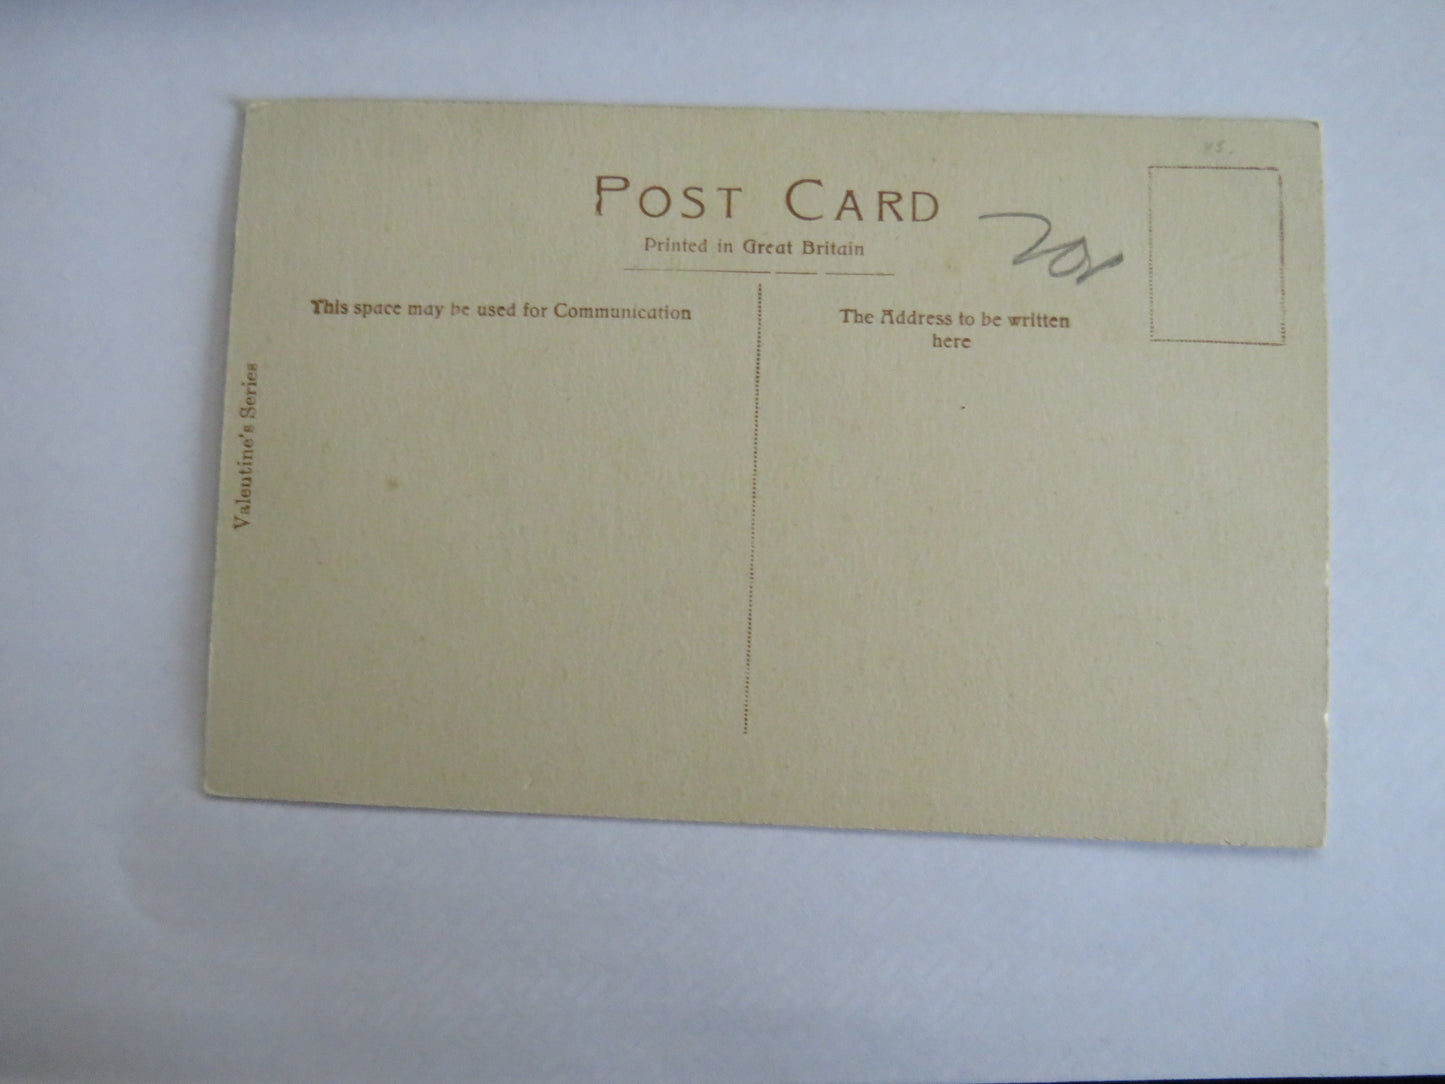 POST CARD
Printed in Great Britain
This space may be used for Communication
The Address to be written
here
Valentine's Series